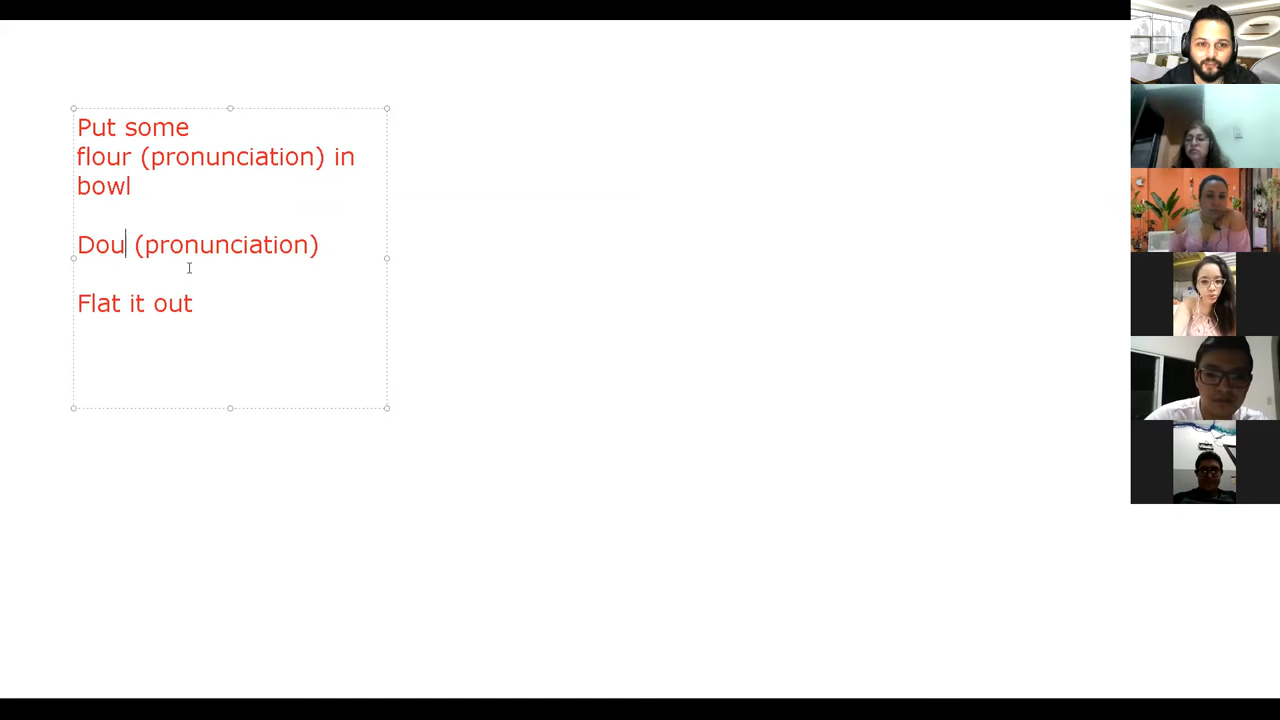 Put some
flour (pronunciation) in
bowl
Dou (pronunciation)
Flat it out